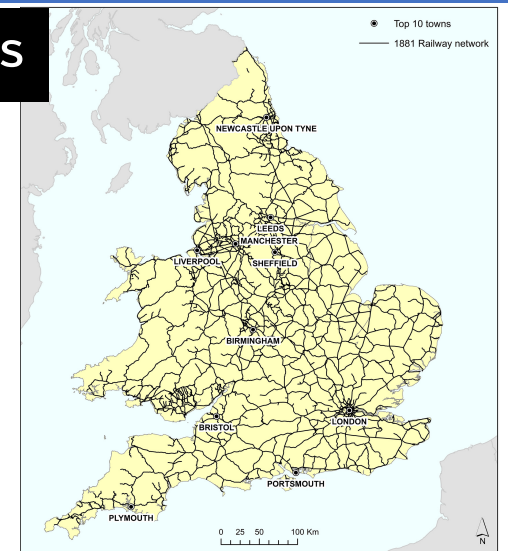 S
Top 10 towns
1881 Railway network
NEWCASTLE UPON TYNE
LEEDS
MANCHESTER
LIVERPOOL
SHEFFIELD
BIRMINGHAM
BRISTOL
LONDON
PORTSMOUTH
PLYMOUTH
0 25 50 100 Km
N